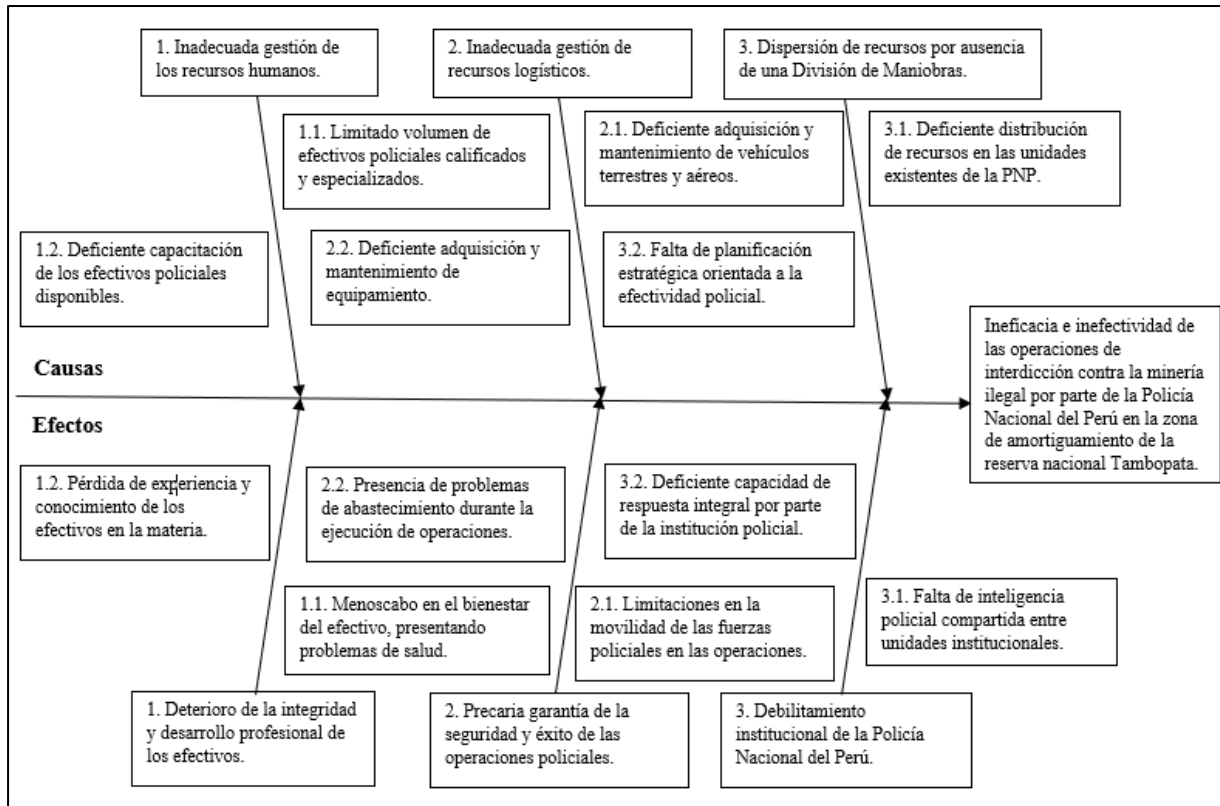 1. Inadecuada gestión de
los recursos humanos.
2. Inadecuada gestión de
recursos logísticos.
3. Dispersión de recursos por ausencia
de una División de Maniobras.
1.1. Limitado volumen de
efectivos policiales calificados
y especializados.
2.1. Deficiente adquisición y
mantenimiento de vehículos
terrestres y aéreos.
3.1. Deficiente distribución
de recursos en las unidades
existentes de la PNP.
1.2. Deficiente capacitación
de los efectivos policiales
disponibles.
2.2. Deficiente adquisición y
mantenimiento de
equipamiento.
3.2. Falta de planificación
estratégica orientada a la
efectividad policial.
Ineficacia e inefectividad de
las operaciones de
interdicción contra la minería
ilegal por parte de la Policía
Nacional del Perú en la zona
de amortiguamiento de la
reserva nacional Tambopata.
Causas
Efectos
1.2. Pérdida de experiencia y
conocimiento de los
efectivos en la materia.
2.2. Presencia de problemas
de abastecimiento durante la
ejecución de operaciones.
3.2. Deficiente capacidad de
respuesta integral por parte
de la institución policial.
1.1. Menoscabo en el bienestar
del efectivo, presentando
problemas de salud.
2.1. Limitaciones en la
movilidad de las fuerzas
policiales en las operaciones.
3.1. Falta de inteligencia
policial compartida entre
unidades institucionales.
1. Deterioro de la integridad
y desarrollo profesional de
los efectivos.
2. Precaria garantía de la
seguridad y éxito de las
operaciones policiales.
3. Debilitamiento
institucional de la Policía
Nacional del Perú.